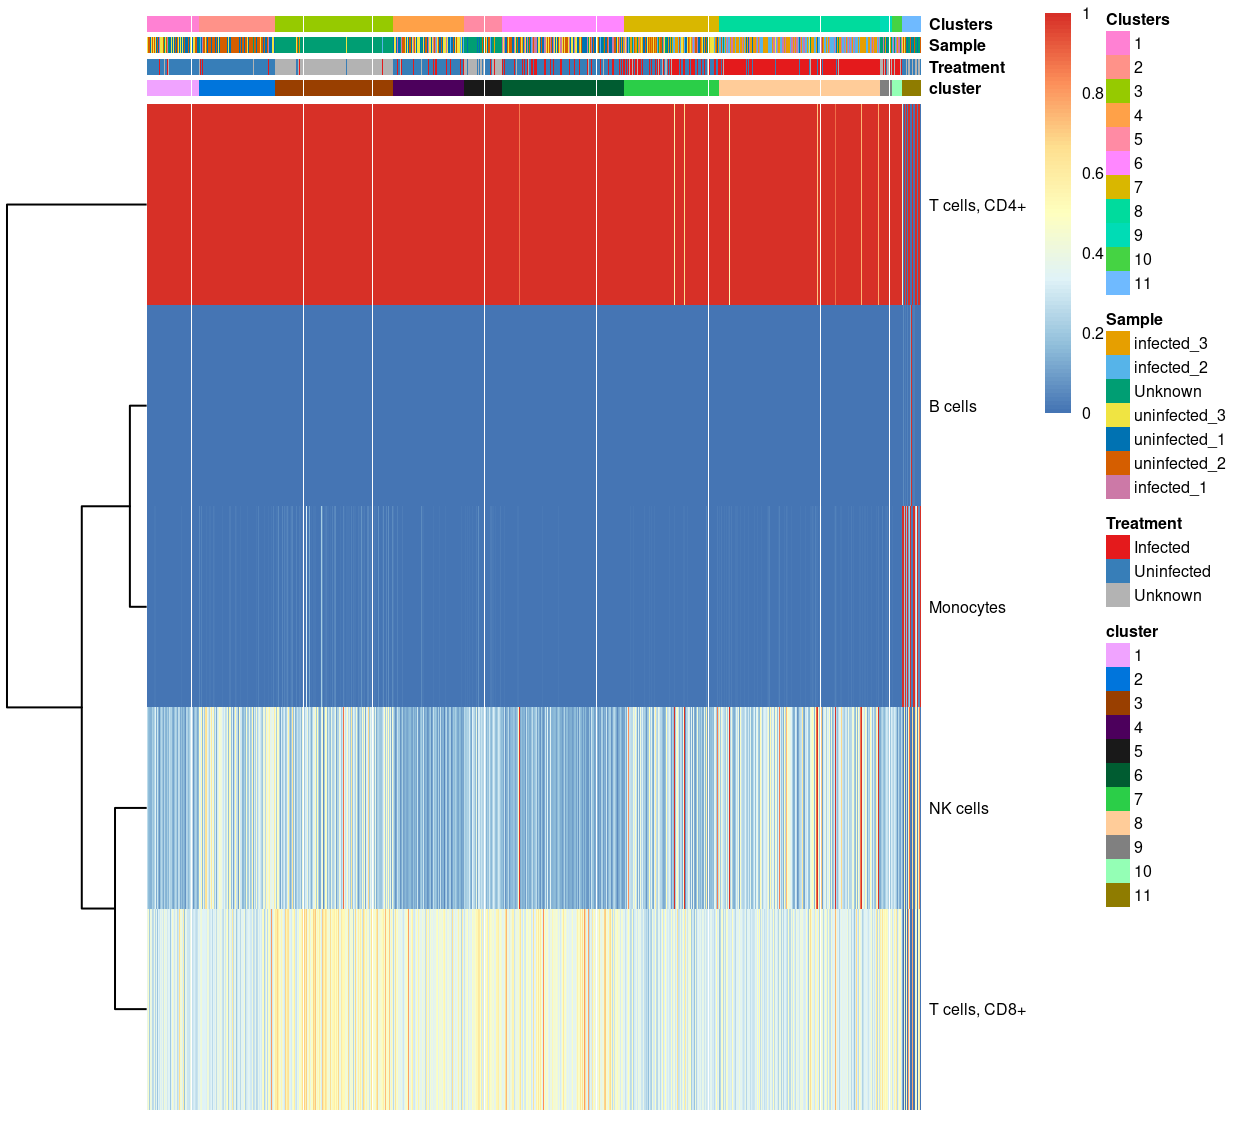 Clusters
Sample
Treatment
cluster
T cells, CD4+
B cells
Monocytes
NK cells
T cells, CD8+
1
0.8
0.6
0.4
0.2
0
Clusters
1
2
3
4
5
6
7
8
9
10
11
Sample
infected_3
infected_2
Unknown
uninfected_3
uninfected_1
uninfected_2
infected_1
Treatment
Infected
Uninfected
Unknown
cluster
1
2
3
4
5
6
7
8
9
10
11